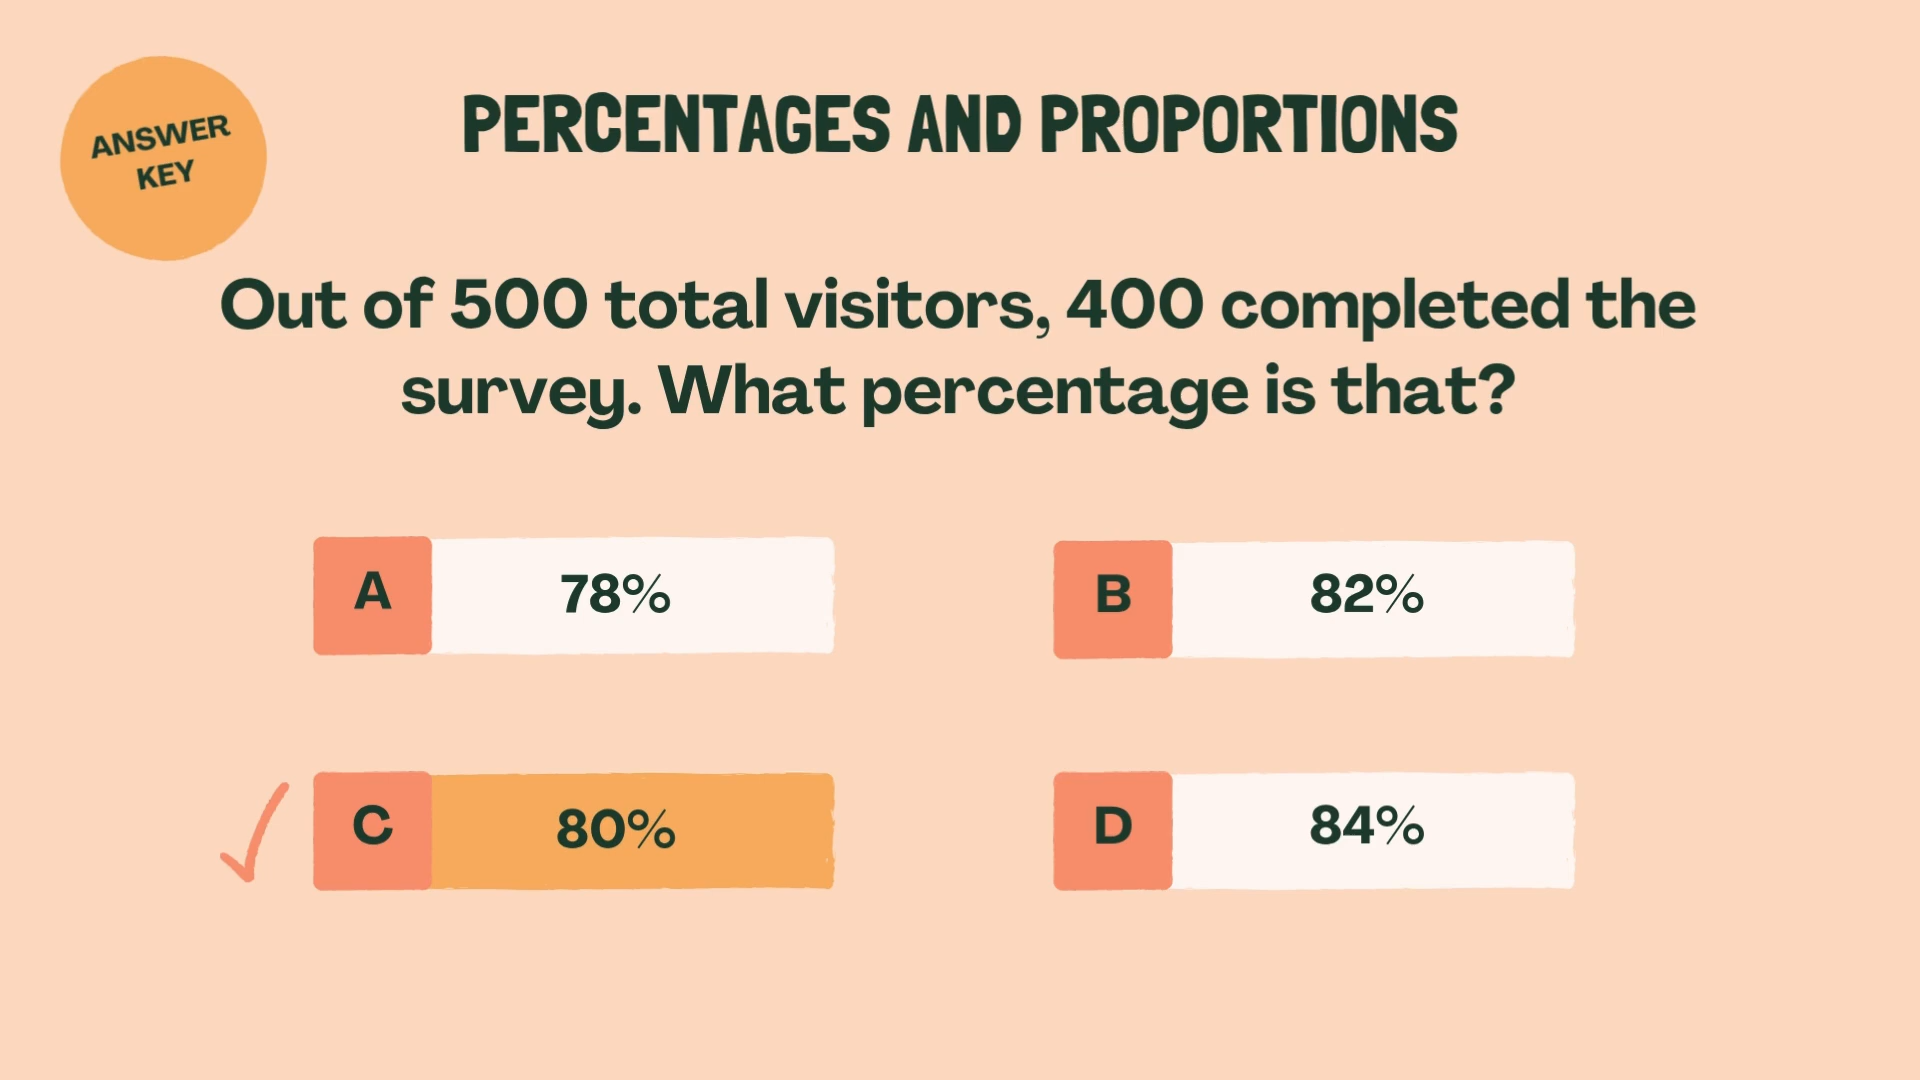 ANSWER
KEY
PERCENTAGES AND PROPORTIONS
Out of 500 total visitors, 400 completed the
survey. What percentage is that?
A 78%
B 82%
C 80%
D 84%